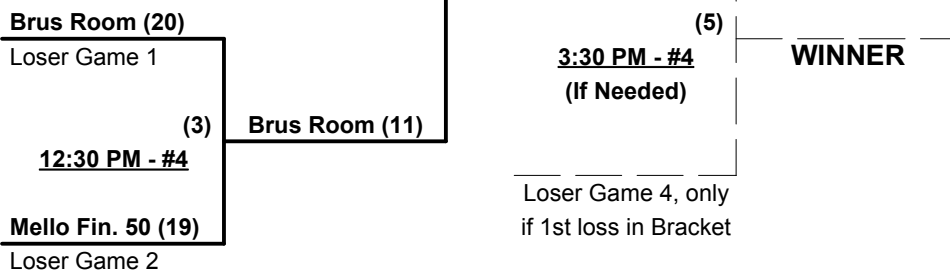 Brus Room (20)
Loser Game 1
(3)
12:30 PM - #4
Brus Room (11)
Mello Fin. 50 (19)
Loser Game 2
(5)
3:30 PM - #4
(If Needed)
WINNER
Loser Game 4, only
if 1st loss in Bracket